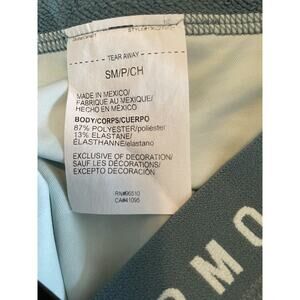 TEAR AWAY
SM/P/CH
MADE IN MEXICO/
FABRIQUÉ AU MEXIQUE/
HECHO EN MÉXICO
BODY/CORPS/CUERPO
87% POLYESTER/poliéster
13% ELASTANE/
ÉLASTHANNE/elastano
EXCLUSIVE OF DECORATION/
SAUF LES DÉCORATIONS/
EXCEPTO DECORACIÓN
RN#96510
CA#41095